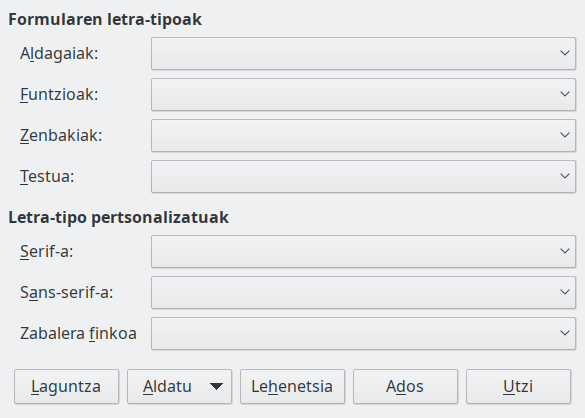 Formularen letra-tipoak
Aldagaiak:
Funtzioak:
Zenbakiak:
Testua:
Letra-tipo pertsonalizatuak
Serif-a:
Sans-serif-a:
Zabalera finkoa
Laguntza Aldatu Lehenetsia Ados Utzi